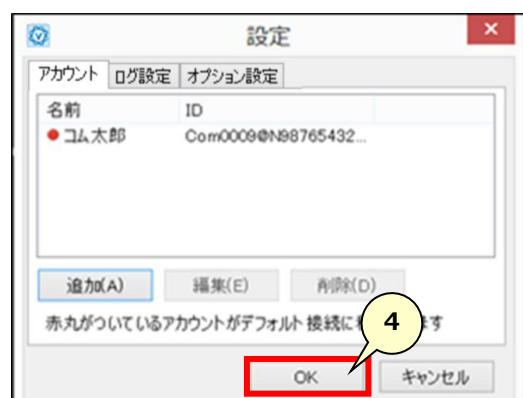 設定
アカウント ログ設定 オプション設定
名前 ID
コム太郎 Com0009@N98765432...
追加(A) 編集(E) 削除(D)
赤丸がついているアカウントがデフォルト接続に ます
4
OK キャンセル